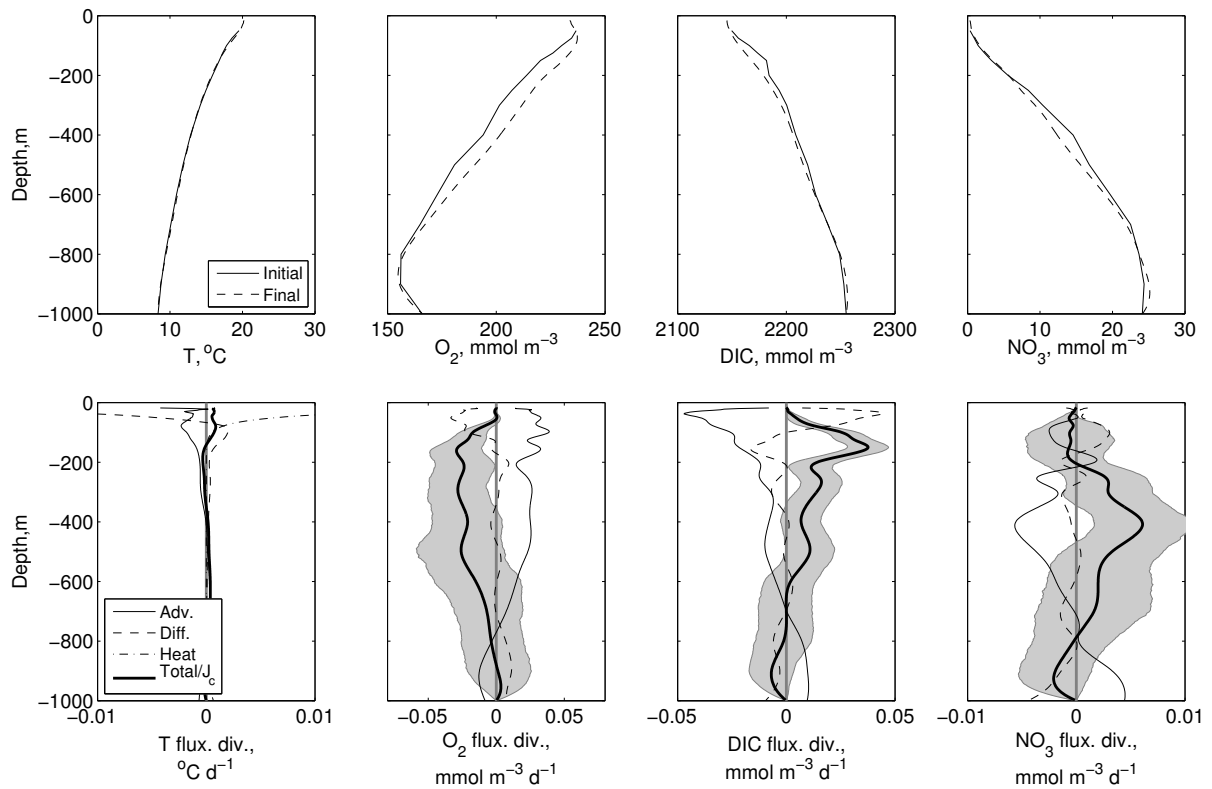 0
−200
−400
−600
−800
−1000
Depth,m
0 10 20 30
T, °C
Initial
Final
150 200 250
O₂, mmol m⁻³
2100 2200 2300
DIC, mmol m⁻³
0 10 20 30
NO₃, mmol m⁻³
0
−200
−400
−600
−800
−1000
Depth,m
Adv.
Diff.
Heat
Total/J_c
−0.01 0 0.01
T flux. div.,
°C d⁻¹
−0.05 0 0.05
O₂ flux. div.,
mmol m⁻³ d⁻¹
−0.05 0 0.05
DIC flux. div.,
mmol m⁻³ d⁻¹
−0.01 0 0.01
NO₃ flux. div.,
mmol m⁻³ d⁻¹